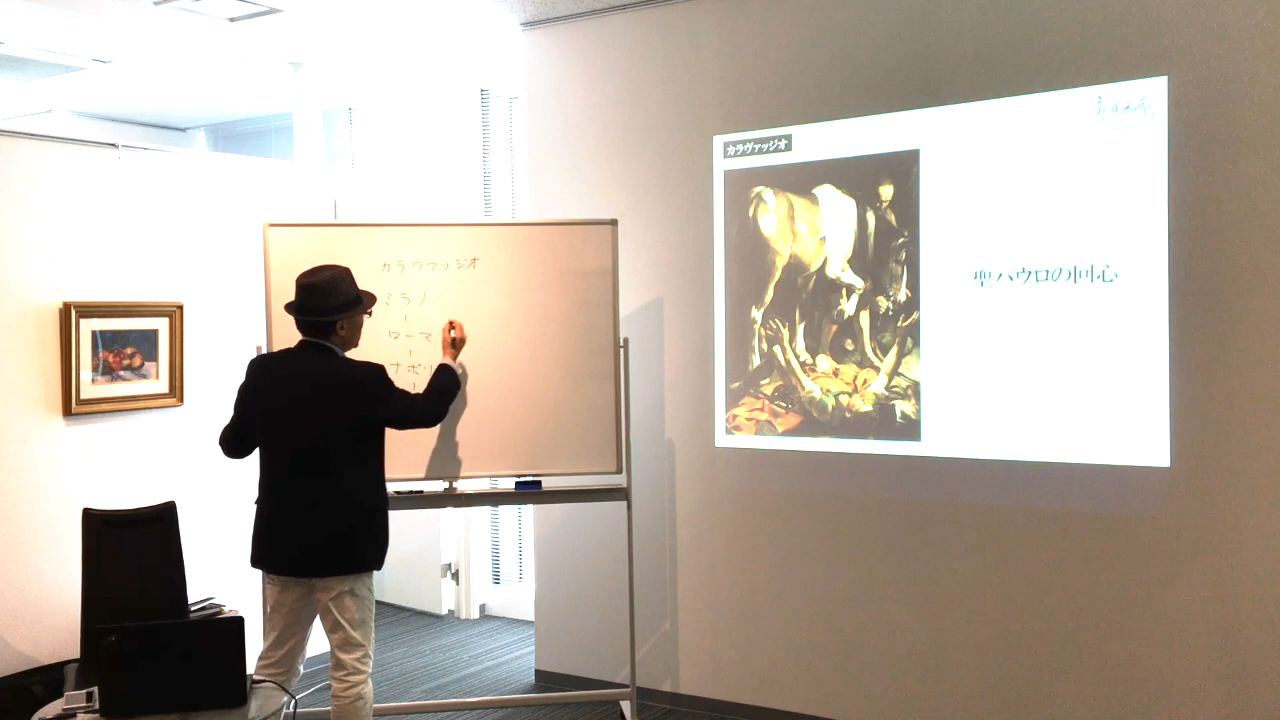 カラヴァッジオ
ミラノ
ローマ
ナポリ
カラヴァッジオ
聖パウロの回心